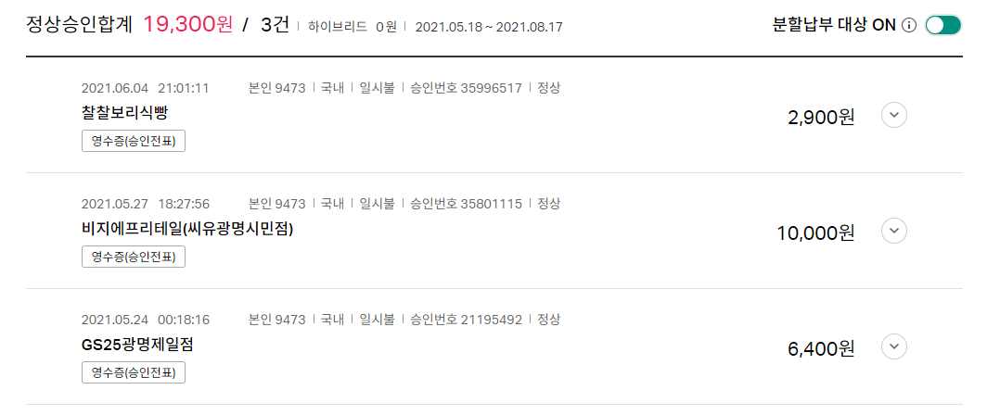 정상승인합계 19,300원 / 3건 | 하이브리드 0원 | 2021.05.18 ~ 2021.08.17 분할납부 대상 ON
2021.06.04 21:01:11 본인 9473 | 국내 | 일시불 | 승인번호 35996517 | 정상
찰찰보리식빵 2,900원
영수증(승인전표)
2021.05.27 18:27:56 본인 9473 | 국내 | 일시불 | 승인번호 35801115 | 정상
비지에프리테일(씨유광명시민점) 10,000원
영수증(승인전표)
2021.05.24 00:18:16 본인 9473 | 국내 | 일시불 | 승인번호 21195492 | 정상
GS25광명제일점 6,400원
영수증(승인전표)